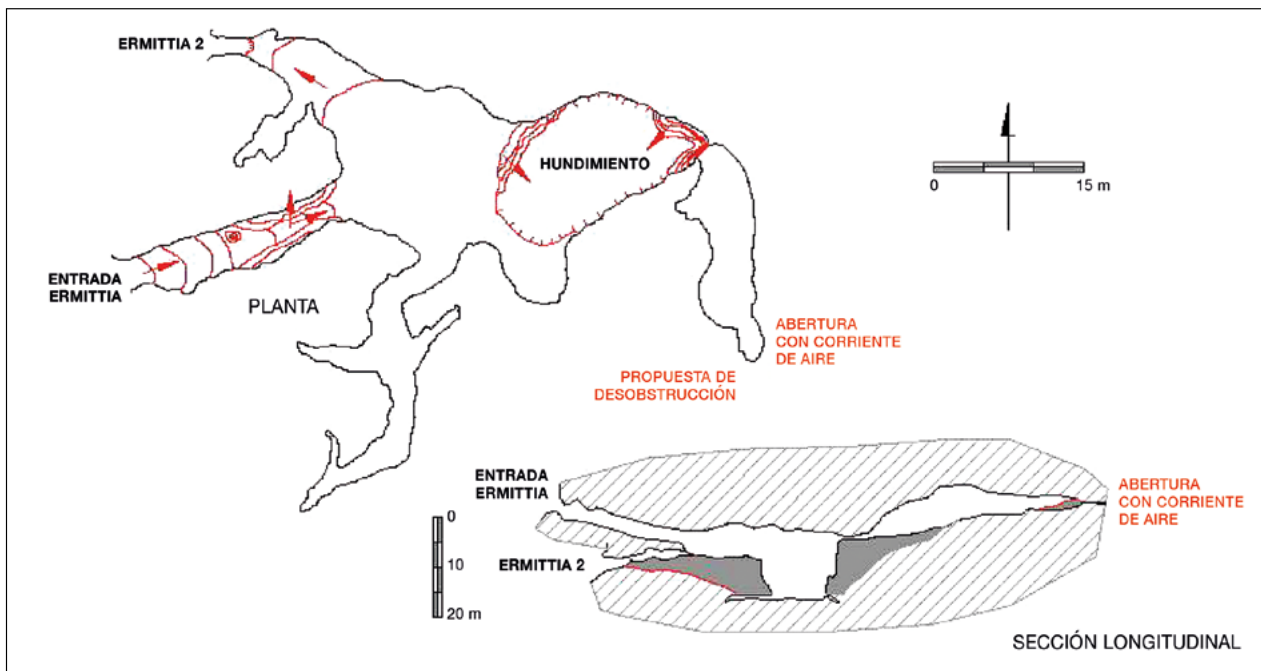 ERMITTIA 2
HUNDIMIENTO
0
15 m
ENTRADA
ERMITTIA
PLANTA
ABERTURA
CON CORRIENTE
DE AIRE
PROPUESTA DE
DESOBSTRUCCIÓN
ENTRADA
ERMITTIA
ABERTURA
CON CORRIENTE
DE AIRE
0
10
20 m
ERMITTIA 2
SECCIÓN LONGITUDINAL